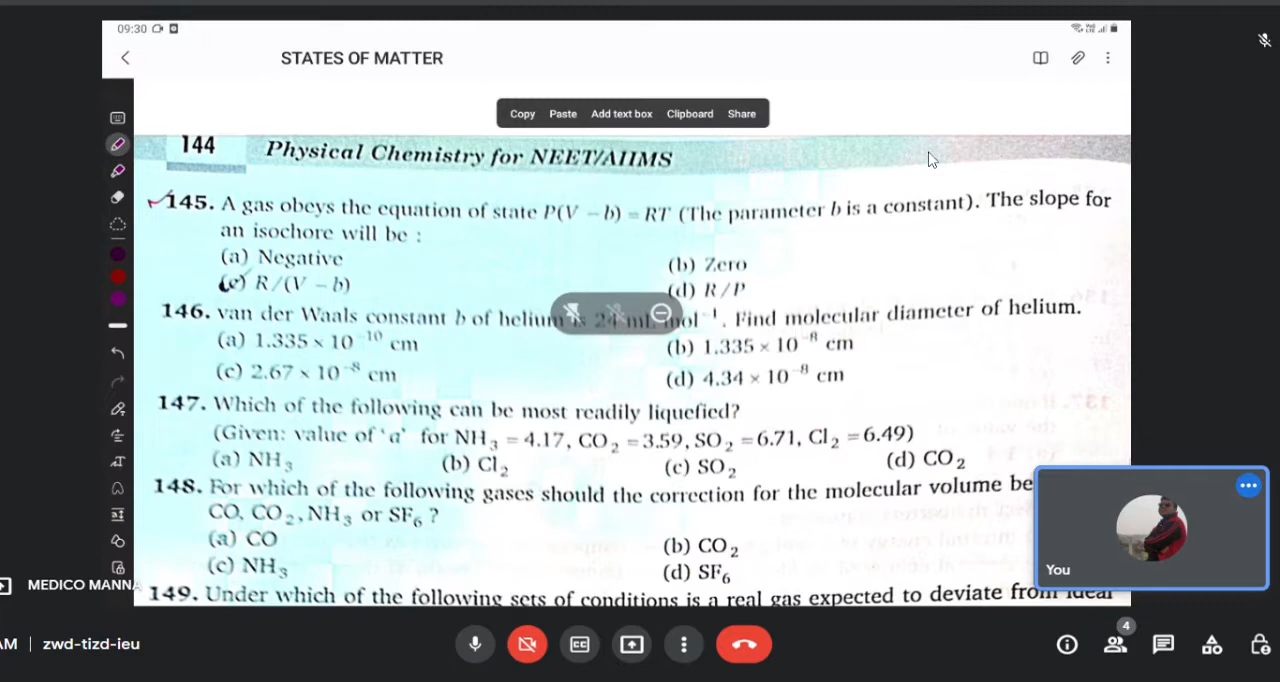 09:30
STATES OF MATTER
Copy Paste Add text box Clipboard Share
144 Physical Chemistry for NEET/AIIMS
145. A gas obeys the equation of state P(V – b) = RT (The parameter b is a constant). The slope for
an isochore will be :
(a) Negative (b) Zero
(c) R/(V – b) (d) R/P
146. van der Waals constant b of helium is 24 mL mol⁻¹. Find molecular diameter of helium.
(a) 1.335 × 10⁻¹⁰ cm (b) 1.335 × 10⁻⁸ cm
(c) 2.67 × 10⁻⁸ cm (d) 4.34 × 10⁻⁸ cm
147. Which of the following can be most readily liquefied?
(Given: value of 'a' for NH₃ = 4.17, CO₂ = 3.59, SO₂ = 6.71, Cl₂ = 6.49)
(a) NH₃ (b) Cl₂ (c) SO₂ (d) CO₂
148. For which of the following gases should the correction for the molecular volume be
CO, CO₂, NH₃ or SF₆ ?
(a) CO (b) CO₂
(c) NH₃ (d) SF₆
149. Under which of the following sets of conditions is a real gas expected to deviate from ideal
You
MEDICO MANNA
AM | zwd-tizd-ieu
4